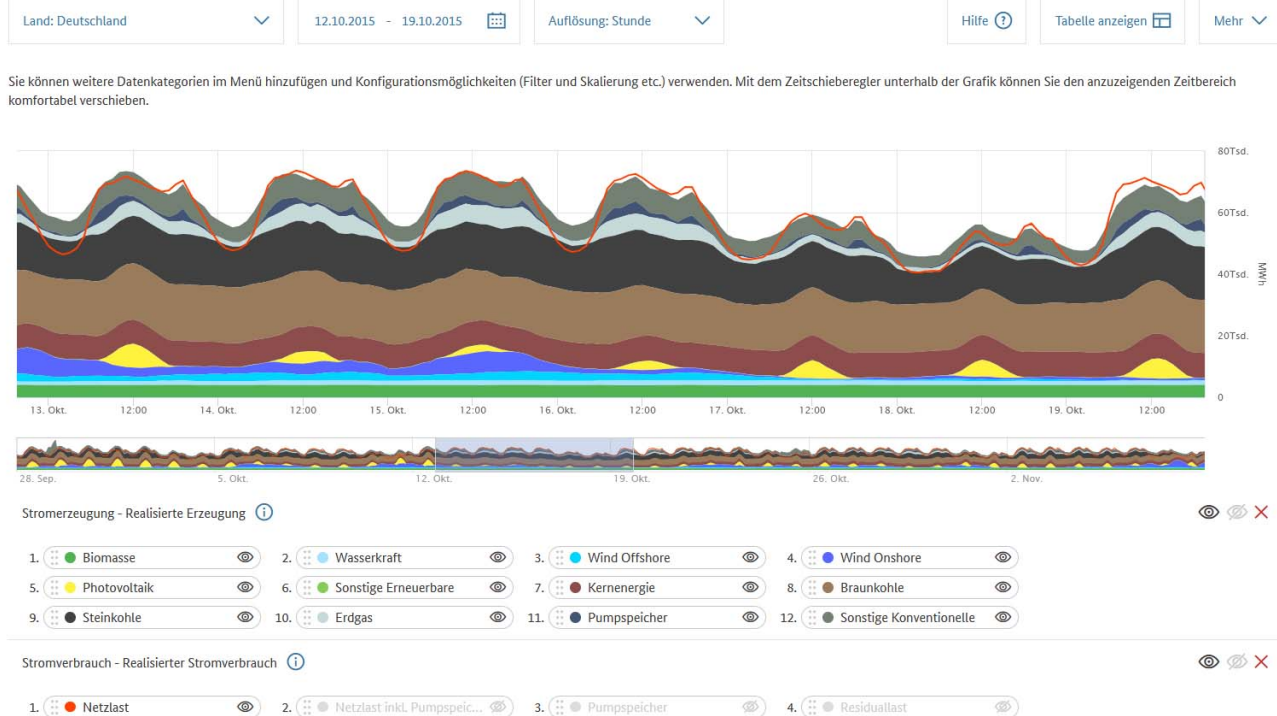 Land: Deutschland
12.10.2015 - 19.10.2015
Auflösung: Stunde
Hilfe
Tabelle anzeigen
Mehr
Sie können weitere Datenkategorien im Menü hinzufügen und Konfigurationsmöglichkeiten (Filter und Skalierung etc.) verwenden. Mit dem Zeitschieberegler unterhalb der Grafik können Sie den anzuzeigenden Zeitbereich
komfortabel verschieben.
80Tsd.
60Tsd.
40Tsd.
MWh
20Tsd.
0
13. Okt. 12:00 14. Okt. 12:00 15. Okt. 12:00 16. Okt. 12:00 17. Okt. 12:00 18. Okt. 12:00 19. Okt. 12:00
28. Sep. 5. Okt. 12. Okt. 19. Okt. 26. Okt. 2. Nov.
Stromerzeugung - Realisierte Erzeugung
1. Biomasse 2. Wasserkraft 3. Wind Offshore 4. Wind Onshore
5. Photovoltaik 6. Sonstige Erneuerbare 7. Kernenergie 8. Braunkohle
9. Steinkohle 10. Erdgas 11. Pumpspeicher 12. Sonstige Konventionelle
Stromverbrauch - Realisierter Stromverbrauch
1. Netzlast 2. Netzlast inkl. Pumpspeic... 3. Pumpspeicher 4. Residuallast